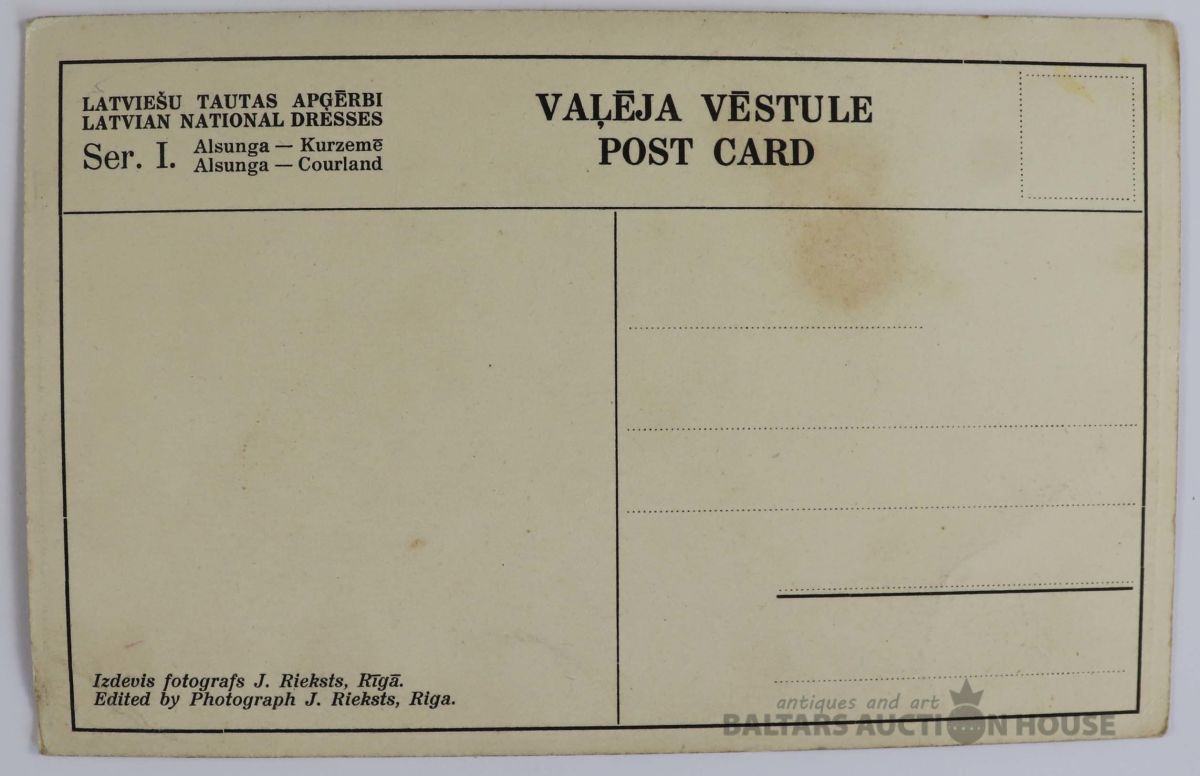 LATVIEŠU TAUTAS APĢĒRBI
LATVIAN NATIONAL DRESSES
Ser. I.
Alsunga — Kurzemē
Alsunga — Courland
VAĻĒJA VĒSTULE
POST CARD
Izdevis fotografs J. Rieksts, Rīgā.
Edited by Photograph J. Rieksts, Riga.
antiques and art
BALTARS AUCTION HOUSE